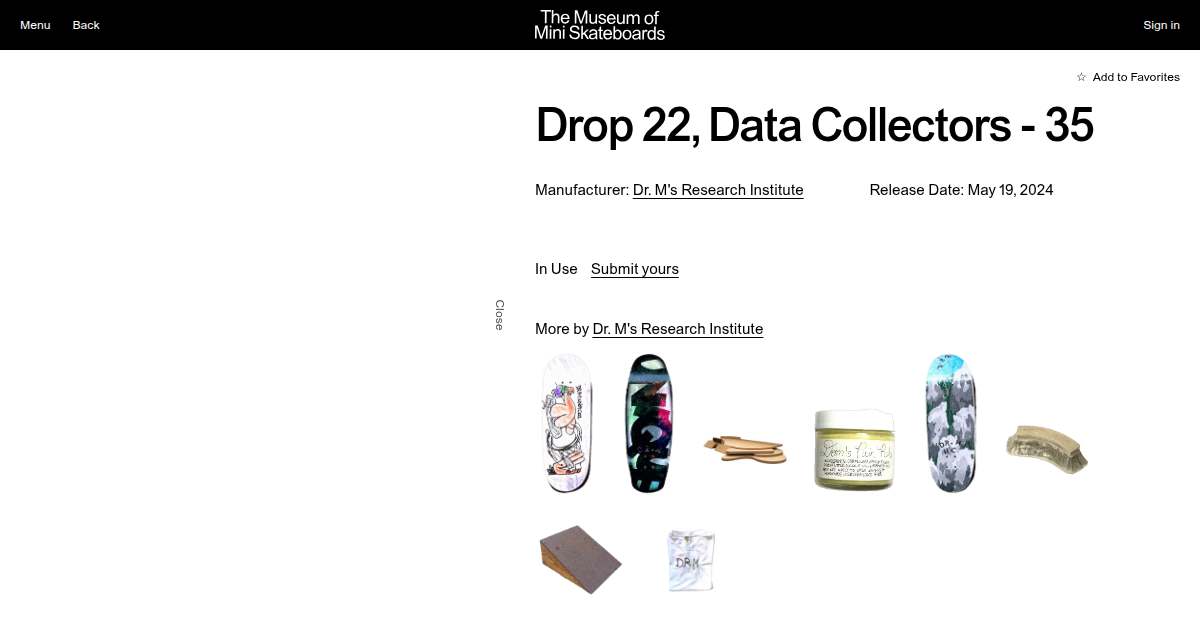 Menu
Back
The Museum of
Mini Skateboards
Sign in
☆ Add to Favorites
Drop 22, Data Collectors - 35
Manufacturer: Dr. M's Research Institute
Release Date: May 19, 2024
In Use Submit yours
Close
More by Dr. M's Research Institute
DRM